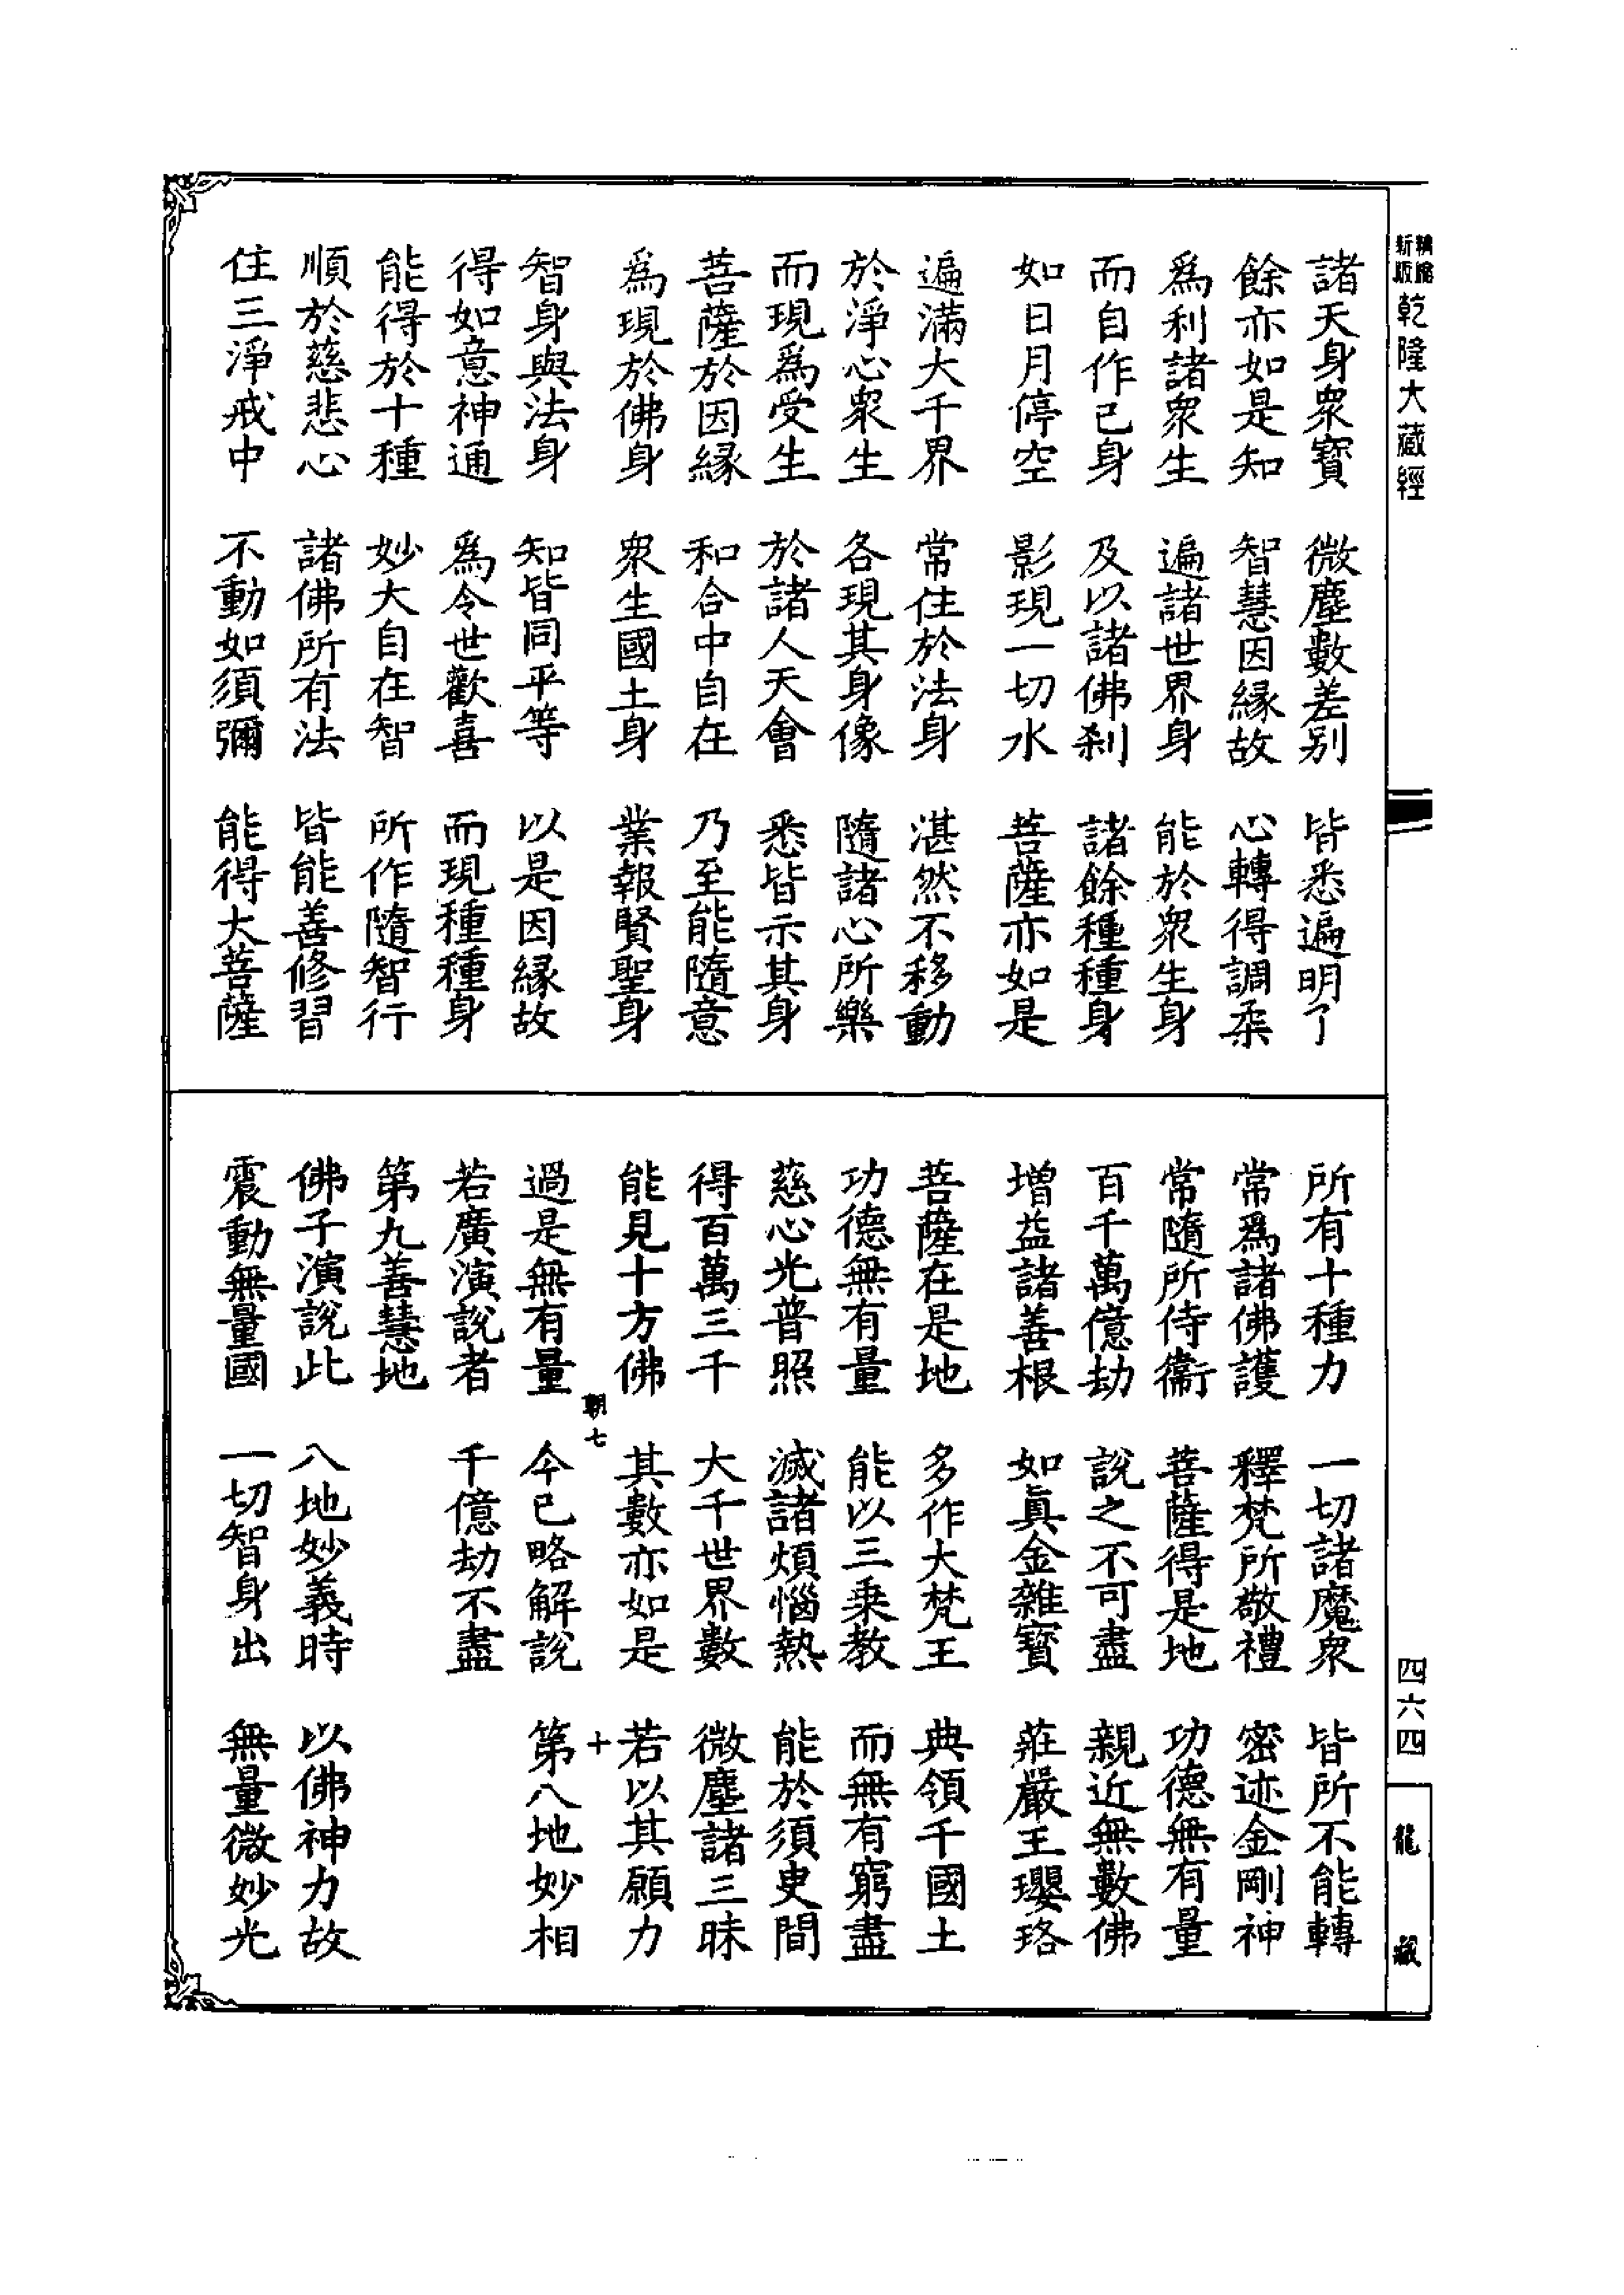 新版
乾隆大藏經
諸天身衆寶 微塵數差別 皆悉遍明了
餘亦如是知 智慧因緣故 心轉得調柔
爲利諸衆生 遍諸世界身 能於衆生身
而自作己身 及以諸佛刹 諸餘種種身
如日月停空 影現一切水 菩薩亦如是
遍滿大千界 常住於法身 湛然不移動
於淨心衆生 各現其身像 隨諸心所樂
而現爲受生 於諸人天會 悉皆示其身
菩薩於因緣 和合中自在 乃至能隨意
爲現於佛身 衆生國土身 業報賢聖身
智身與法身 知皆同平等 以是因緣故
得如意神通 爲令世歡喜 而現種種身
能得於十種 妙大自在智 所作隨智行
順於慈悲心 諸佛所有法 皆能善修習
住三淨戒中 不動如須彌 能得大菩薩
所有十種力 一切諸魔衆 皆所不能轉
常爲諸佛護 釋梵所敬禮 密迹金剛神
常隨所侍衞 菩薩得是地 功德無有量
百千萬億劫 說之不可盡 親近無數佛
增益諸善根 如眞金雜寶 莊嚴王瓔珞
菩薩在是地 多作大梵王 典領千國土
功德無有量 能以三乗教 而無有窮盡
慈心光普照 滅諸煩惱熱 能於須臾間
得百萬三千 大千世界數 微塵諸三昧
能見十方佛 其數亦如是 若以其願力
朝七 十
過是無有量 今已略解說 第八地妙相
若廣演說者 千億劫不盡
第九善慧地
佛子演說此 八地妙義時 以佛神力故
震動無量國 一切智身出 無量微妙光
四六四
龍藏